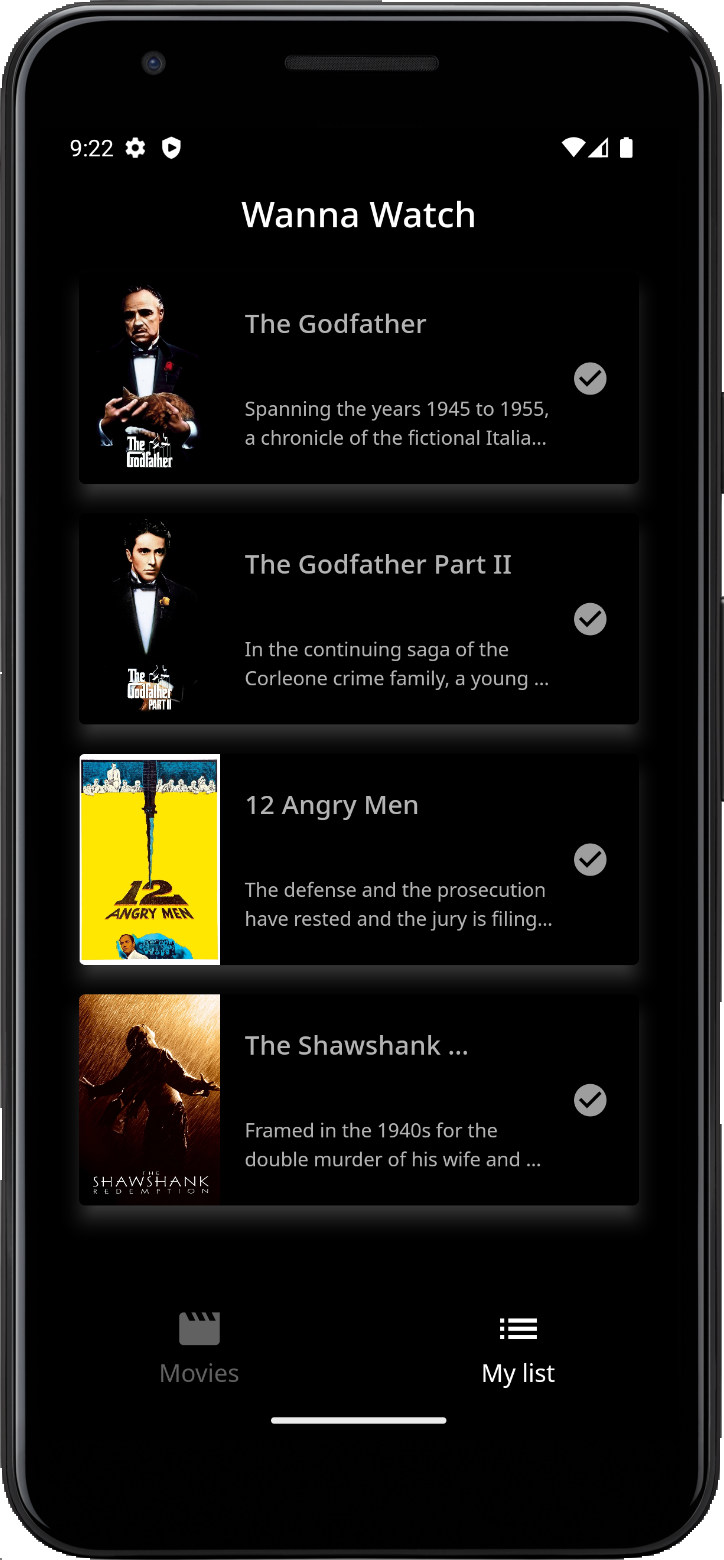 9:22
Wanna Watch
The Godfather
Spanning the years 1945 to 1955,
a chronicle of the fictional Italia...
The
Godfather
The Godfather Part II
In the continuing saga of the
Corleone crime family, a young ...
The
Godfather
PART II
12 Angry Men
The defense and the prosecution
have rested and the jury is filing...
12
ANGRY MEN
The Shawshank ...
Framed in the 1940s for the
double murder of his wife and ...
THE
SHAWSHANK
REDEMPTION
Movies
My list